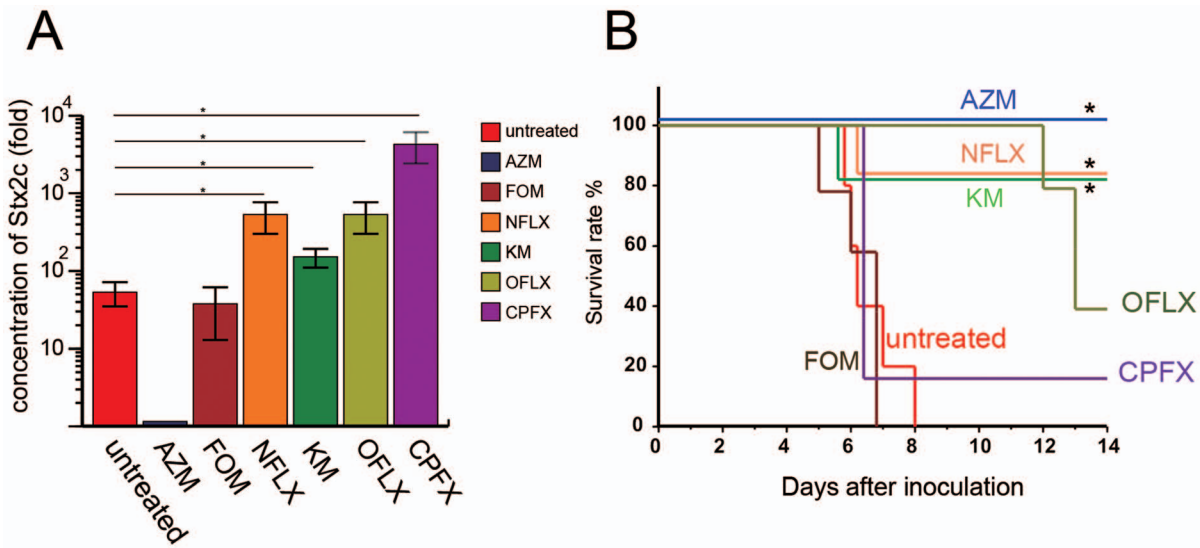 A
concentration of Stx2c (fold)
10^4
10^3
10^2
10
*
*
*
*
untreated
AZM
FOM
NFLX
KM
OFLX
CPFX
untreated
AZM
FOM
NFLX
KM
OFLX
CPFX
B
Survival rate %
100
80
60
40
20
0
AZM
*
NFLX
*
KM
*
OFLX
untreated
FOM
CPFX
0
2
4
6
8
10
12
14
Days after inoculation